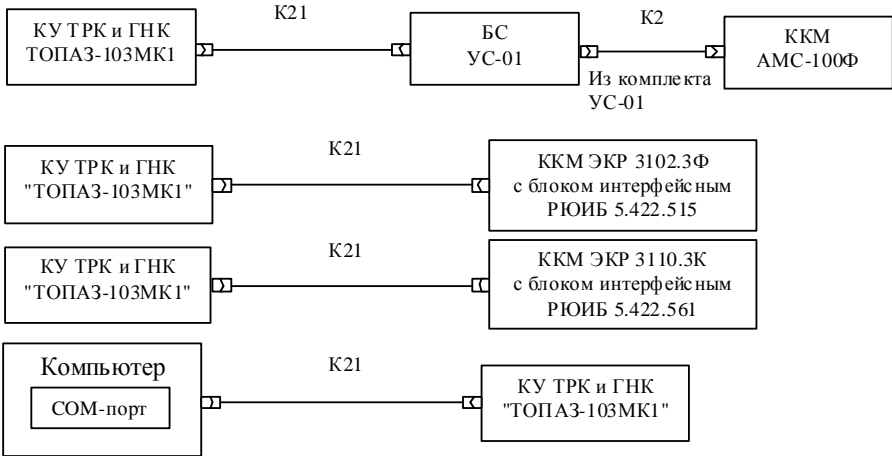 К21
К2
КУ ТРК и ГНК
ТОПАЗ-103МК1
БС
УС-01
ККМ
АМС-100Ф
Из комплекта
УС-01
К21
КУ ТРК и ГНК
"ТОПАЗ-103МК1"
ККМ ЭКР 3102.3Ф
с блоком интерфейсным
РЮИБ 5.422.515
К21
КУ ТРК и ГНК
"ТОПАЗ-103МК1"
ККМ ЭКР 3110.3К
с блоком интерфейсным
РЮИБ 5.422.561
Компьютер
COM-порт
К21
КУ ТРК и ГНК
"ТОПАЗ-103МК1"